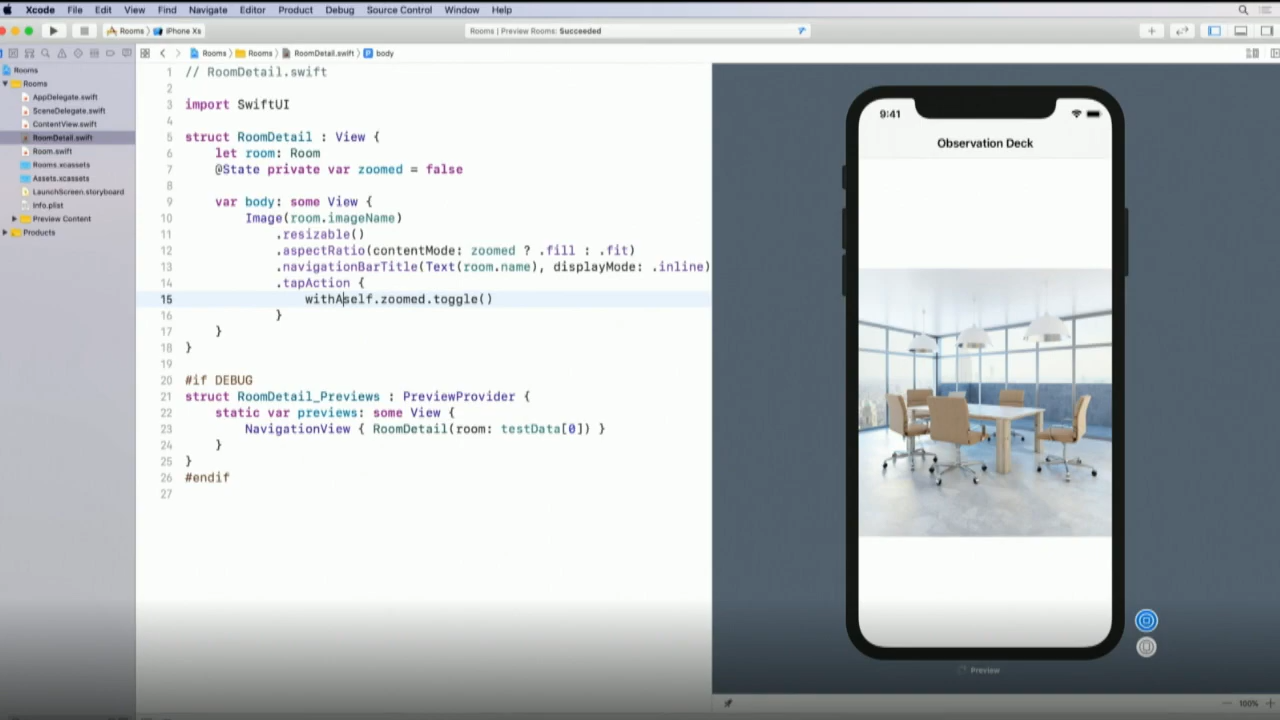 Xcode File Edit View Find Navigate Editor Product Debug Source Control Window Help
Rooms iPhone Xs
Rooms | Preview Rooms: Succeeded
Rooms Rooms RoomDetail.swift body
Rooms
Rooms
AppDelegate.swift
SceneDelegate.swift
ContentView.swift
RoomDetail.swift
Room.swift
Rooms.xcassets
Assets.xcassets
LaunchScreen.storyboard
Info.plist
Preview Content
Products
1 // RoomDetail.swift
2
3 import SwiftUI
4
5 struct RoomDetail : View {
6 let room: Room
7 @State private var zoomed = false
8
9 var body: some View {
10 Image(room.imageName)
11 .resizable()
12 .aspectRatio(contentMode: zoomed ? .fill : .fit)
13 .navigationBarTitle(Text(room.name), displayMode: .inline)
14 .tapAction {
15 withAself.zoomed.toggle()
16 }
17 }
18 }
19
20 #if DEBUG
21 struct RoomDetail_Previews : PreviewProvider {
22 static var previews: some View {
23 NavigationView { RoomDetail(room: testData[0]) }
24 }
25 }
26 #endif
27
9:41
Observation Deck
Preview
100%